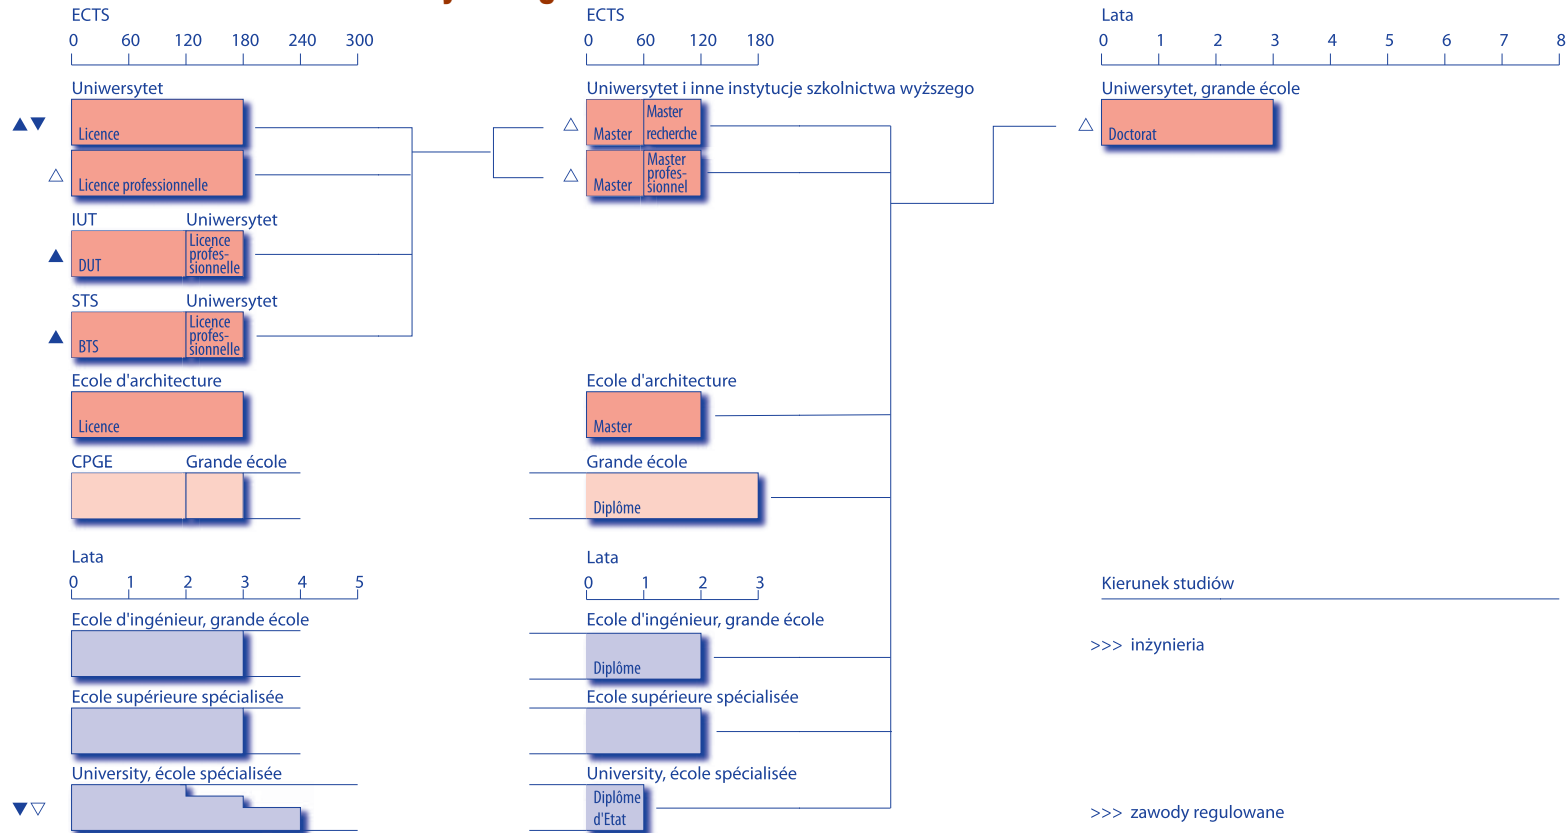 ECTS
0 60 120 180 240 300
Uniwersytet
Licence
Licence professionnelle
IUT Uniwersytet
DUT
Licence
profes-
sionnelle
STS Uniwersytet
BTS
Licence
profes-
sionnelle
Ecole d'architecture
Licence
CPGE Grande école
Lata
0 1 2 3 4 5
Ecole d'ingénieur, grande école
Ecole supérieure spécialisée
University, école spécialisée
ECTS
0 60 120 180
Uniwersytet i inne instytucje szkolnictwa wyższego
Master
Master
recherche
Master
Master
profes-
sionnel
Ecole d'architecture
Master
Grande école
Diplôme
Lata
0 1 2 3
Ecole d'ingénieur, grande école
Diplôme
Ecole supérieure spécialisée
University, école spécialisée
Diplôme
d'Etat
Lata
0 1 2 3 4 5 6 7 8
Uniwersytet, grande école
Doctorat
Kierunek studiów
>>> inżynieria
>>> zawody regulowane